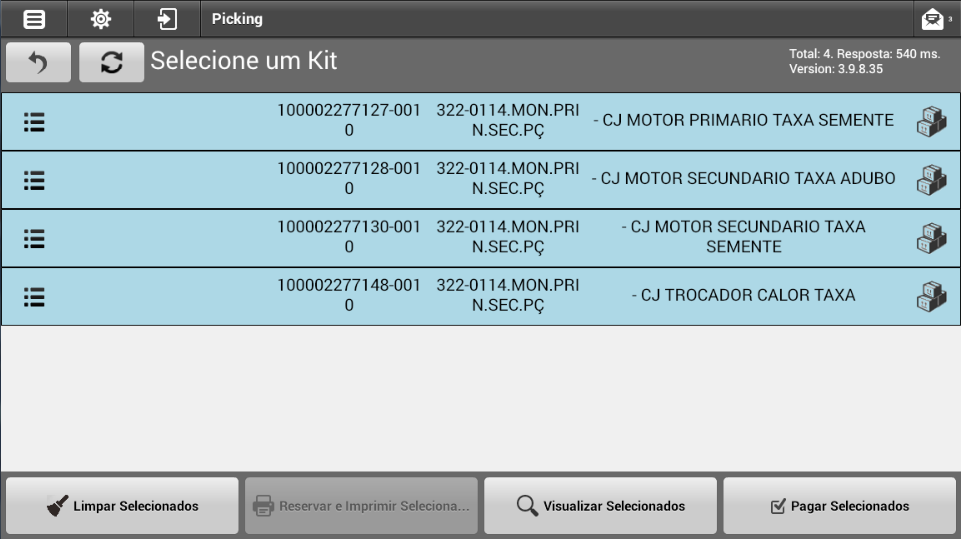 Picking
3
Selecione um Kit
Total: 4. Resposta: 540 ms.
Version: 3.9.8.35
100002277127-001
0
322-0114.MON.PRI
N.SEC.PÇ
- CJ MOTOR PRIMARIO TAXA SEMENTE
100002277128-001
0
322-0114.MON.PRI
N.SEC.PÇ
- CJ MOTOR SECUNDARIO TAXA ADUBO
100002277130-001
0
322-0114.MON.PRI
N.SEC.PÇ
- CJ MOTOR SECUNDARIO TAXA
SEMENTE
100002277148-001
0
322-0114.MON.PRI
N.SEC.PÇ
- CJ TROCADOR CALOR TAXA
Limpar Selecionados
Reservar e Imprimir Seleciona...
Visualizar Selecionados
Pagar Selecionados